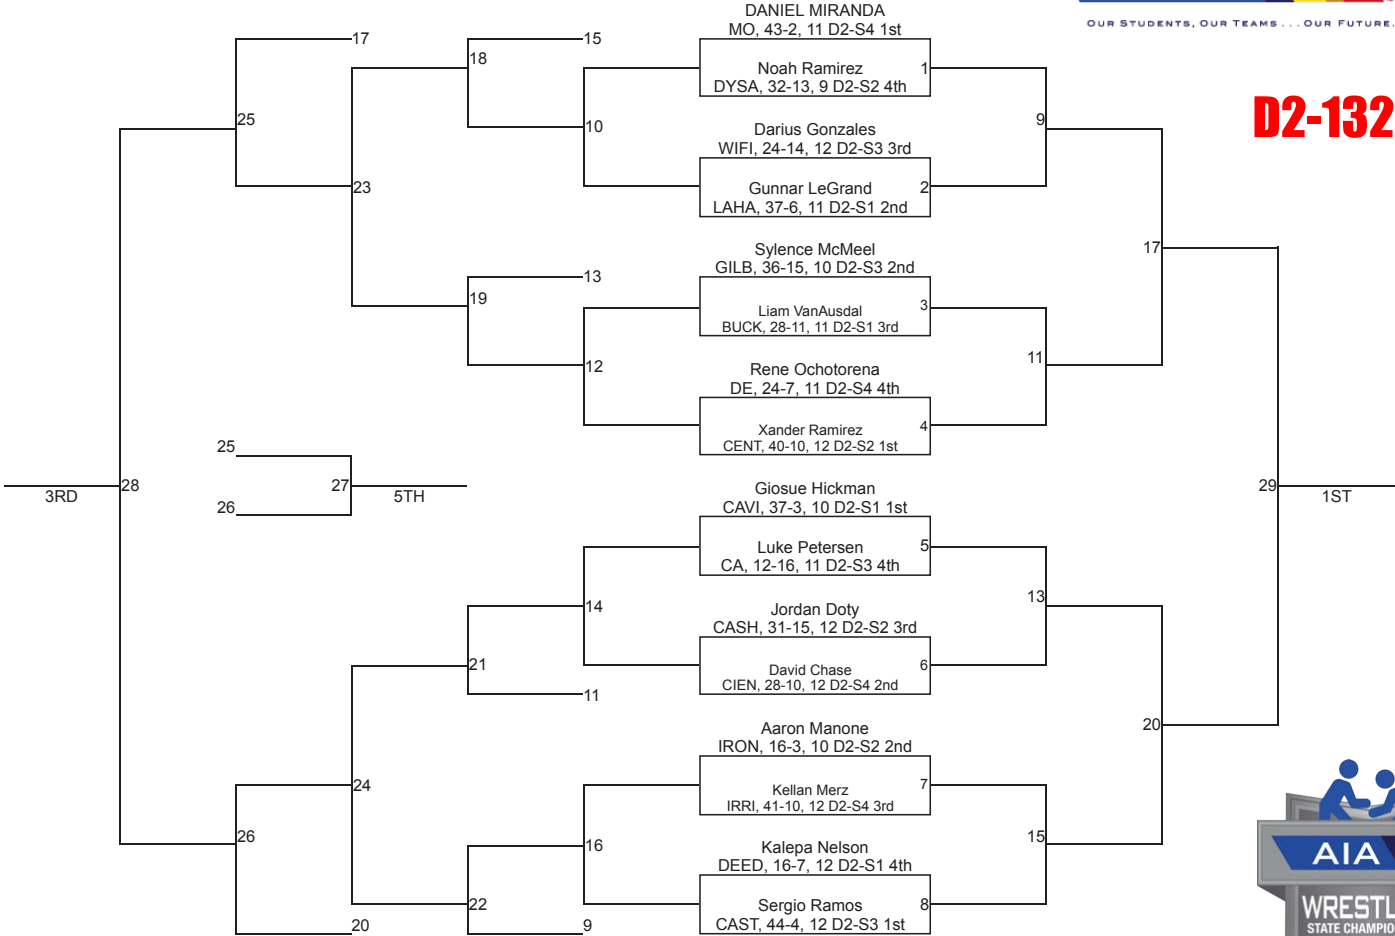 OUR STUDENTS, OUR TEAMS . . . OUR FUTURE.
D2-132
DANIEL MIRANDA
MO, 43-2, 11 D2-S4 1st
Noah Ramirez
DYSA, 32-13, 9 D2-S2 4th
1
Darius Gonzales
WIFI, 24-14, 12 D2-S3 3rd
Gunnar LeGrand
LAHA, 37-6, 11 D2-S1 2nd
2
Sylence McMeel
GILB, 36-15, 10 D2-S3 2nd
Liam VanAusdal
BUCK, 28-11, 11 D2-S1 3rd
3
Rene Ochotorena
DE, 24-7, 11 D2-S4 4th
Xander Ramirez
CENT, 40-10, 12 D2-S2 1st
4
Giosue Hickman
CAVI, 37-3, 10 D2-S1 1st
Luke Petersen
CA, 12-16, 11 D2-S3 4th
5
Jordan Doty
CASH, 31-15, 12 D2-S2 3rd
David Chase
CIEN, 28-10, 12 D2-S4 2nd
6
Aaron Manone
IRON, 16-3, 10 D2-S2 2nd
Kellan Merz
IRRI, 41-10, 12 D2-S4 3rd
7
Kalepa Nelson
DEED, 16-7, 12 D2-S1 4th
Sergio Ramos
CAST, 44-4, 12 D2-S3 1st
8
9
11
13
15
17
20
29
1ST
15
10
13
12
14
11
16
9
18
19
21
22
17
23
24
20
25
26
25
26
27
5TH
28
3RD
AIA
WRESTL
STATE CHAMPIO